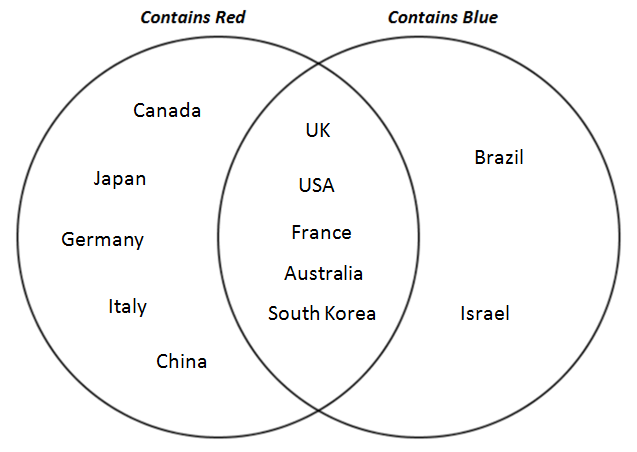 Contains Red
Contains Blue
Canada
Japan
Germany
Italy
China
UK
USA
France
Australia
South Korea
Brazil
Israel